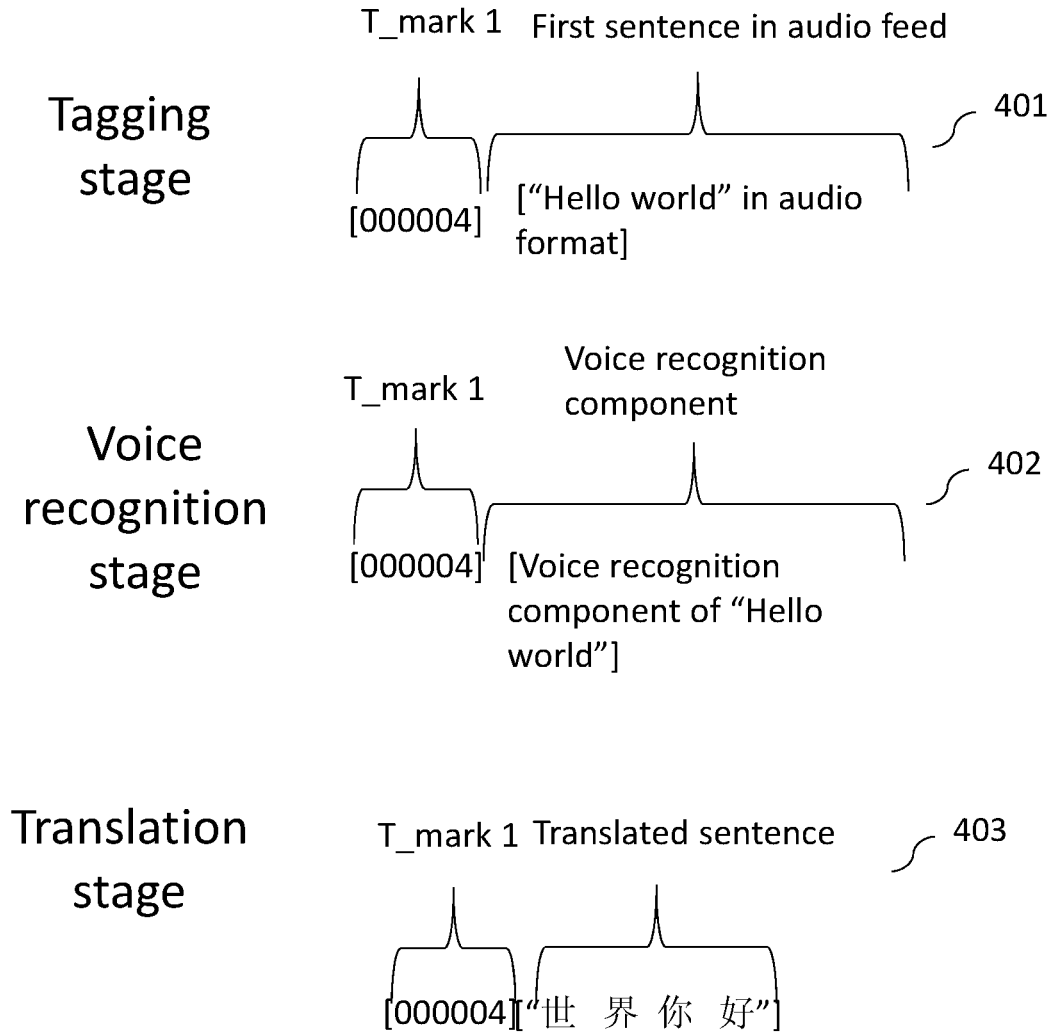 T_mark 1 First sentence in audio feed
Tagging
stage
401
[000004] [“Hello world” in audio
format]
Voice recognition
component
T_mark 1
Voice
recognition
stage
402
[000004] [Voice recognition
component of “Hello
world”]
Translation
stage
T_mark 1 Translated sentence
403
[000004][“世 界 你 好”]